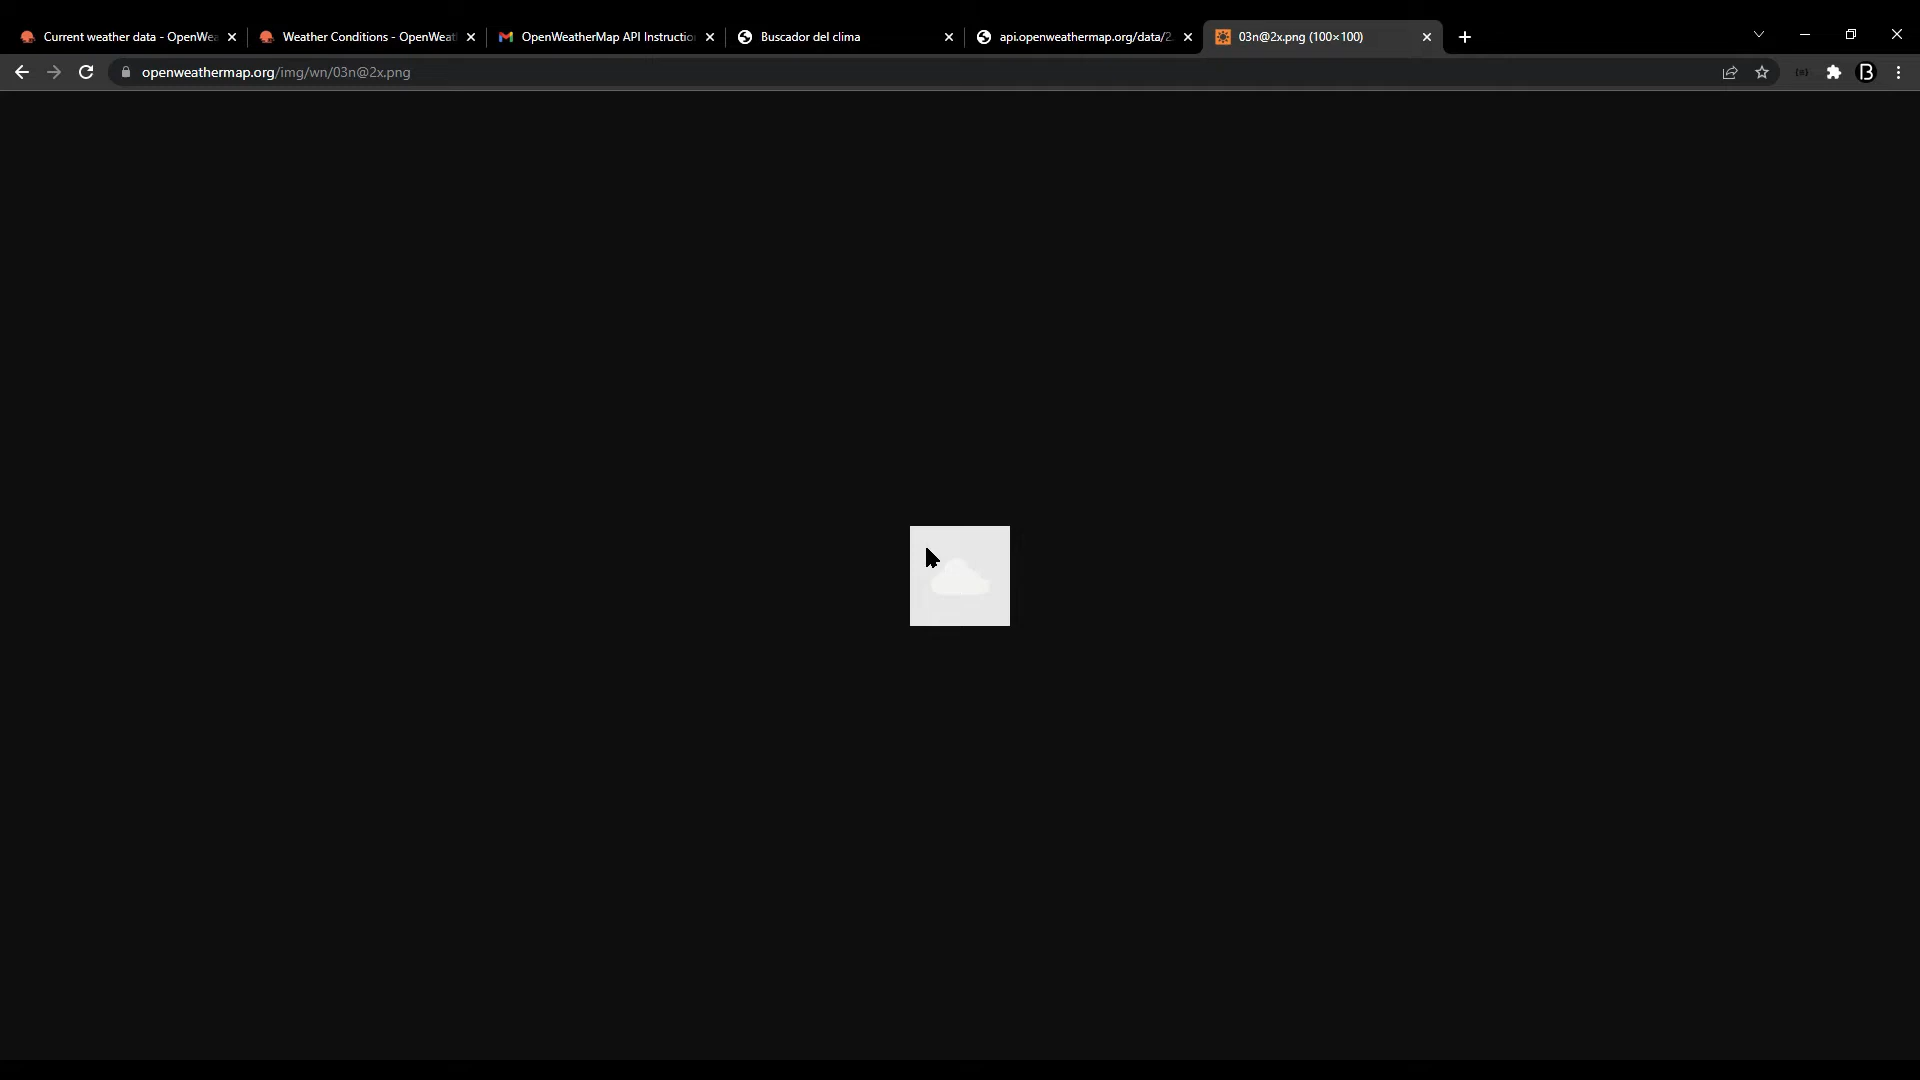 Current weather data - OpenWea
Weather Conditions - OpenWeat
OpenWeatherMap API Instructio
Buscador del clima
api.openweathermap.org/data/2.
03n@2x.png (100×100)
openweathermap.org/img/wn/03n@2x.png